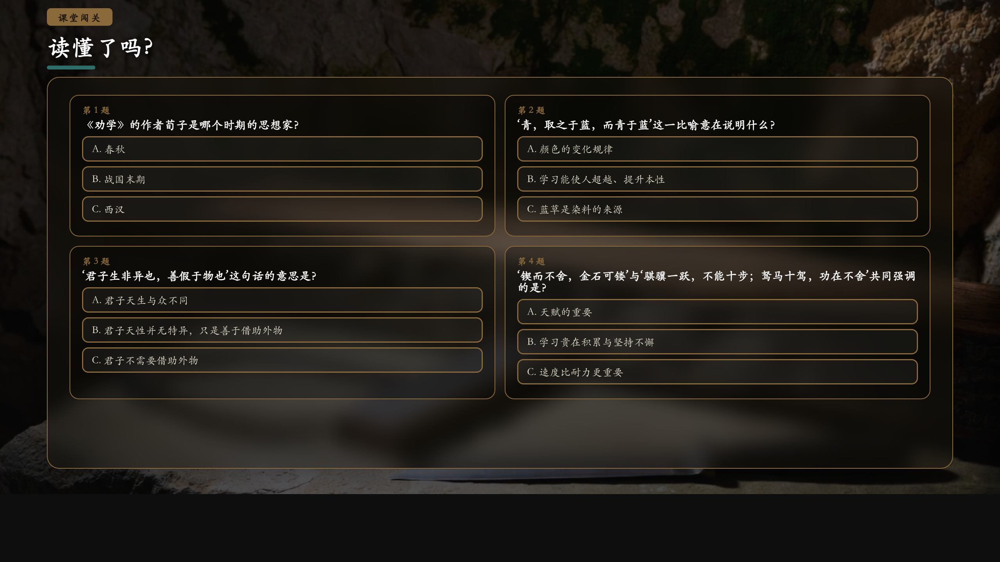 课堂闯关
读懂了吗?
第 1 题
《劝学》的作者荀子是哪个时期的思想家?
A. 春秋
B. 战国末期
C. 西汉
第 2 题
‘青，取之于蓝，而青于蓝’这一比喻意在说明什么?
A. 颜色的变化规律
B. 学习能使人超越、提升本性
C. 蓝草是染料的来源
第 3 题
‘君子生非异也，善假于物也’这句话的意思是?
A. 君子天生与众不同
B. 君子天性并无特异，只是善于借助外物
C. 君子不需要借助外物
第 4 题
‘锲而不舍，金石可镂’与‘骐骥一跃，不能十步；驽马十驾，功在不舍’共同强调
的是?
A. 天赋的重要
B. 学习贵在积累与坚持不懈
C. 速度比耐力更重要